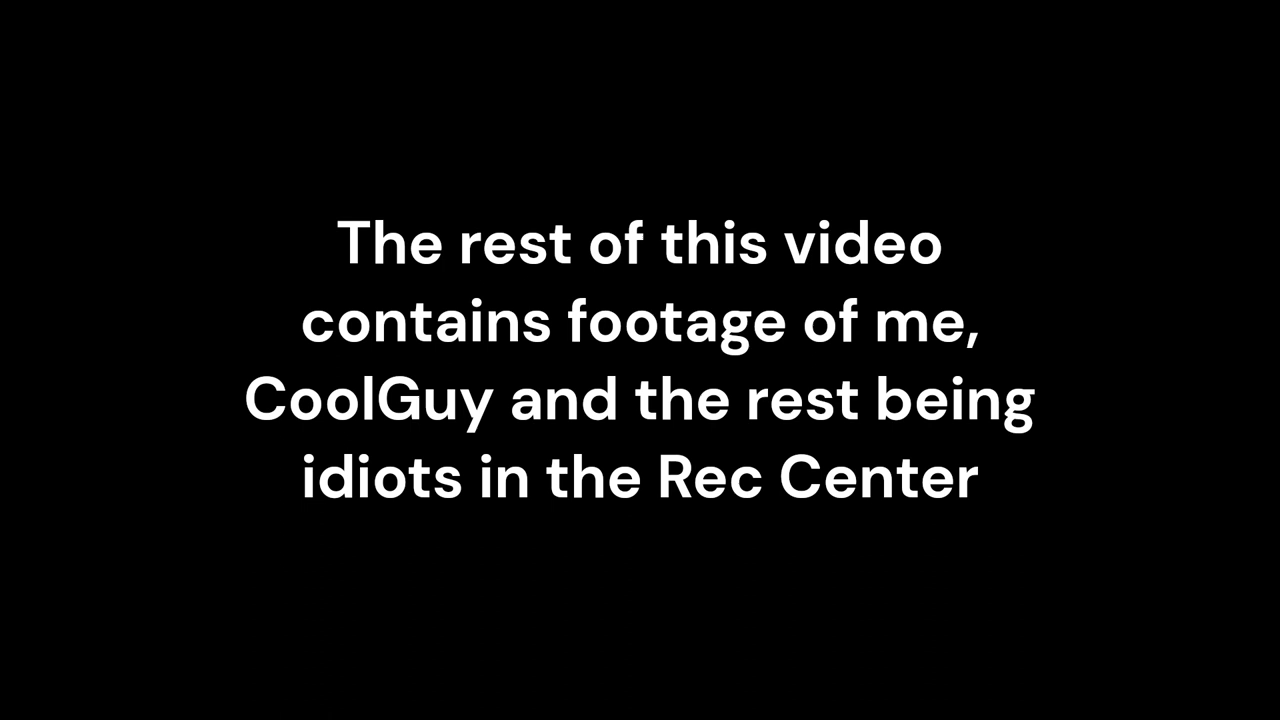 The rest of this video
contains footage of me,
CoolGuy and the rest being
idiots in the Rec Center